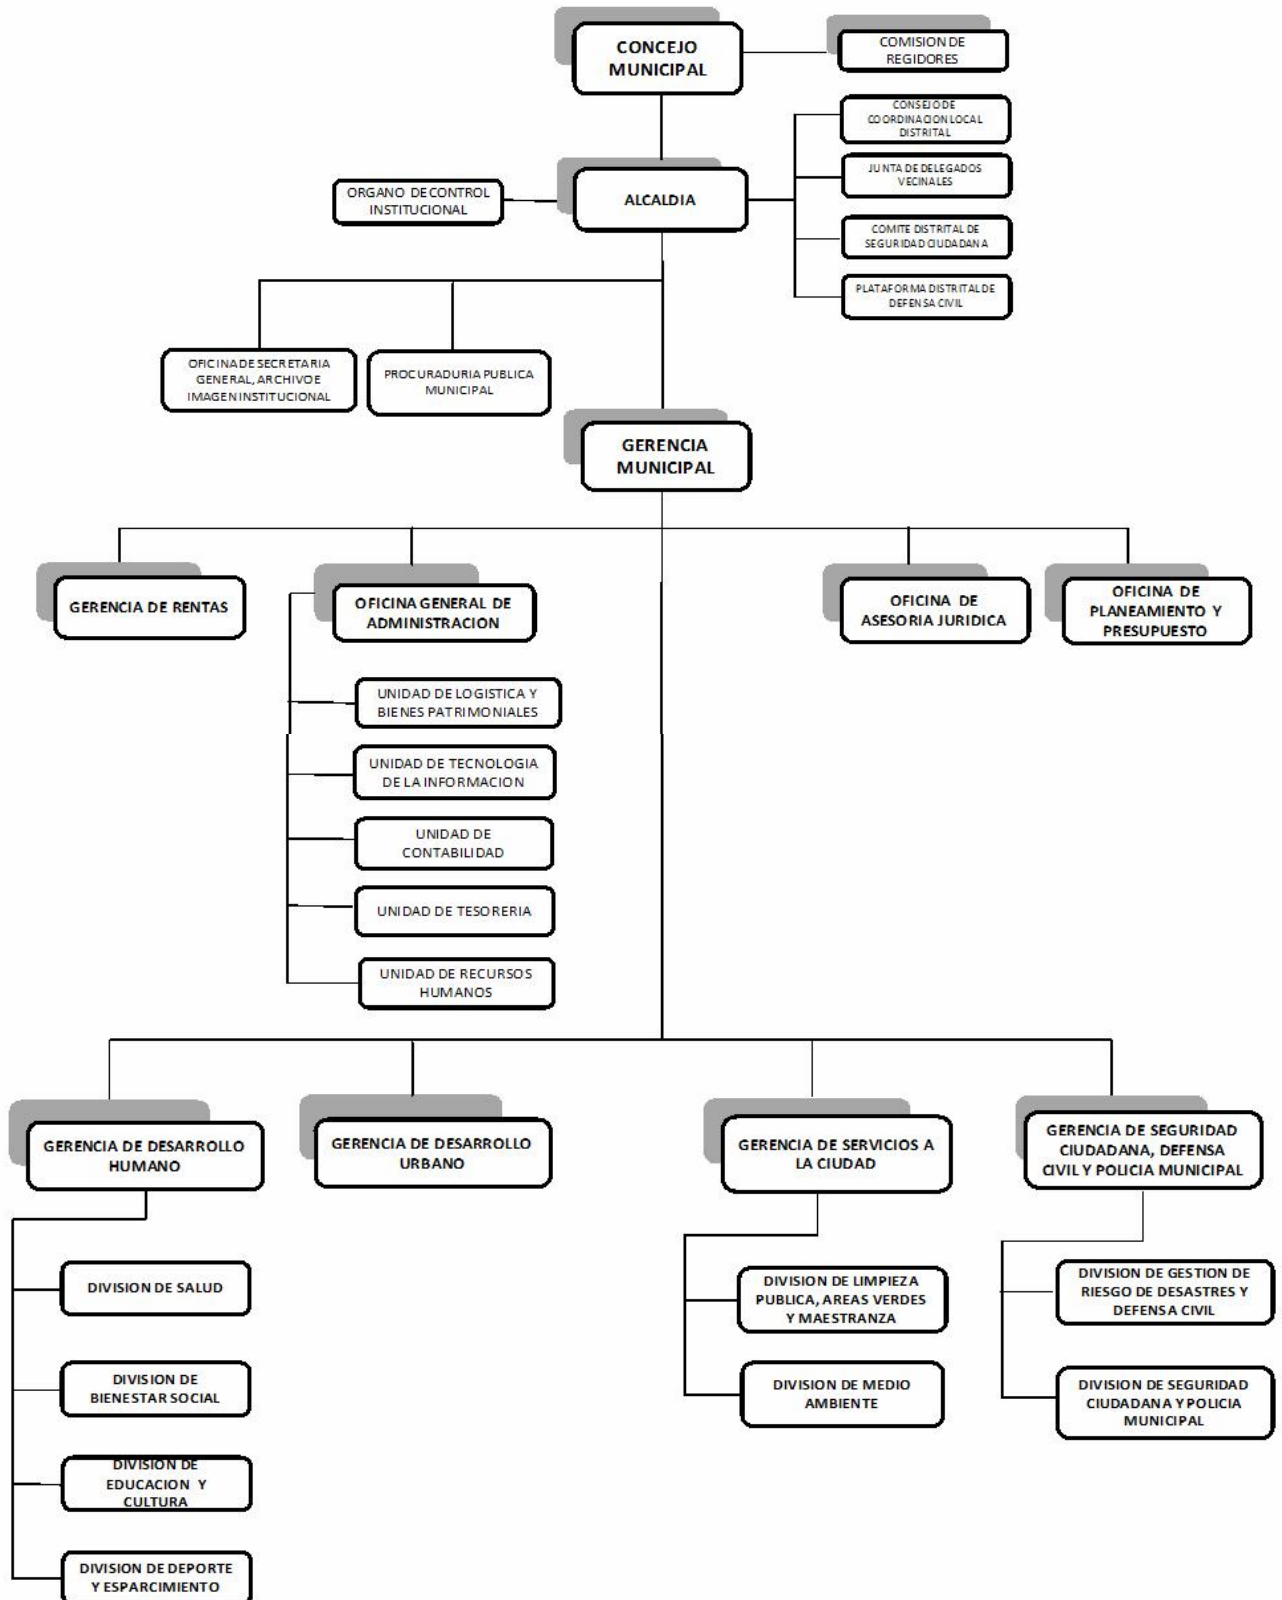 CONCEJO
MUNICIPAL
COMISION DE
REGIDORES
CONSEJO DE
COORDINACION LOCAL
DISTRITAL
JUNTA DE DELEGADOS
VECINALES
ORGANO DE CONTROL
INSTITUCIONAL
ALCALDIA
COMITE DISTRITAL DE
SEGURIDAD CIUDADANA
PLATAFORMA DISTRITAL DE
DEFENSA CIVIL
OFICINA DE SECRETARIA
GENERAL, ARCHIVO E
IMAGEN INSTITUCIONAL
PROCURADURIA PUBLICA
MUNICIPAL
GERENCIA
MUNICIPAL
GERENCIA DE RENTAS
OFICINA GENERAL DE
ADMINISTRACION
OFICINA DE
ASESORIA JURIDICA
OFICINA DE
PLANEAMIENTO Y
PRESUPUESTO
UNIDAD DE LOGISTICA Y
BIENES PATRIMONIALES
UNIDAD DE TECNOLOGIA
DE LA INFORMACION
UNIDAD DE
CONTABILIDAD
UNIDAD DE TESORERIA
UNIDAD DE RECURSOS
HUMANOS
GERENCIA DE DESARROLLO
HUMANO
GERENCIA DE DESARROLLO
URBANO
GERENCIA DE SERVICIOS A
LA CIUDAD
GERENCIA DE SEGURIDAD
CIUDADANA, DEFENSA
CIVIL Y POLICIA MUNICIPAL
DIVISION DE SALUD
DIVISION DE
BIENESTAR SOCIAL
DIVISION DE
EDUCACION Y
CULTURA
DIVISION DE DEPORTE
Y ESPARCIMIENTO
DIVISION DE LIMPIEZA
PUBLICA, AREAS VERDES
Y MAESTRANZA
DIVISION DE MEDIO
AMBIENTE
DIVISION DE GESTION DE
RIESGO DE DESASTRES Y
DEFENSA CIVIL
DIVISION DE SEGURIDAD
CIUDADANA Y POLICIA
MUNICIPAL